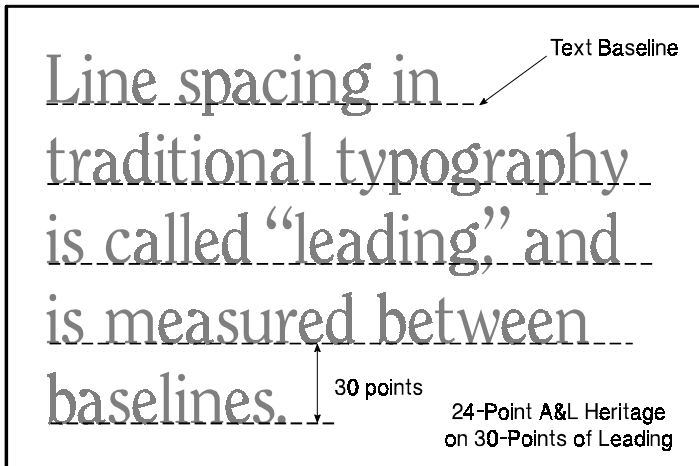 Text Baseline
Line spacing in
traditional typography
is called “leading,” and
is measured between
baselines.
30 points
24-Point A&L Heritage
on 30-Points of Leading